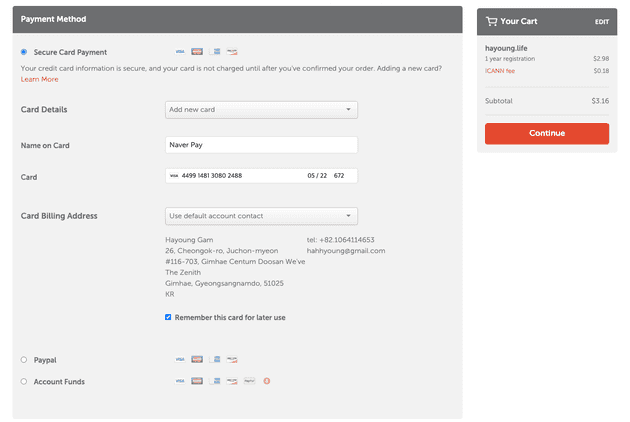 Payment Method
Secure Card Payment
VISA
Your credit card information is secure, and your card is not charged until after you've confirmed your order. Adding a new card?
Learn More
Card Details
Add new card
Name on Card
Naver Pay
Card
VISA 4499 1481 3080 2488 05 / 22 672
Card Billing Address
Use default account contact
Hayoung Gam
26, Cheongok-ro, Juchon-myeon
#116-703, Gimhae Centum Doosan We've
The Zenith
Gimhae, Gyeongsangnamdo, 51025
KR
tel: +82.1064114653
hahhyoung@gmail.com
Remember this card for later use
Paypal
VISA
Account Funds
VISA
PayPal
Your Cart
EDIT
hayoung.life
1 year registration $2.98
ICANN fee $0.18
Subtotal $3.16
Continue